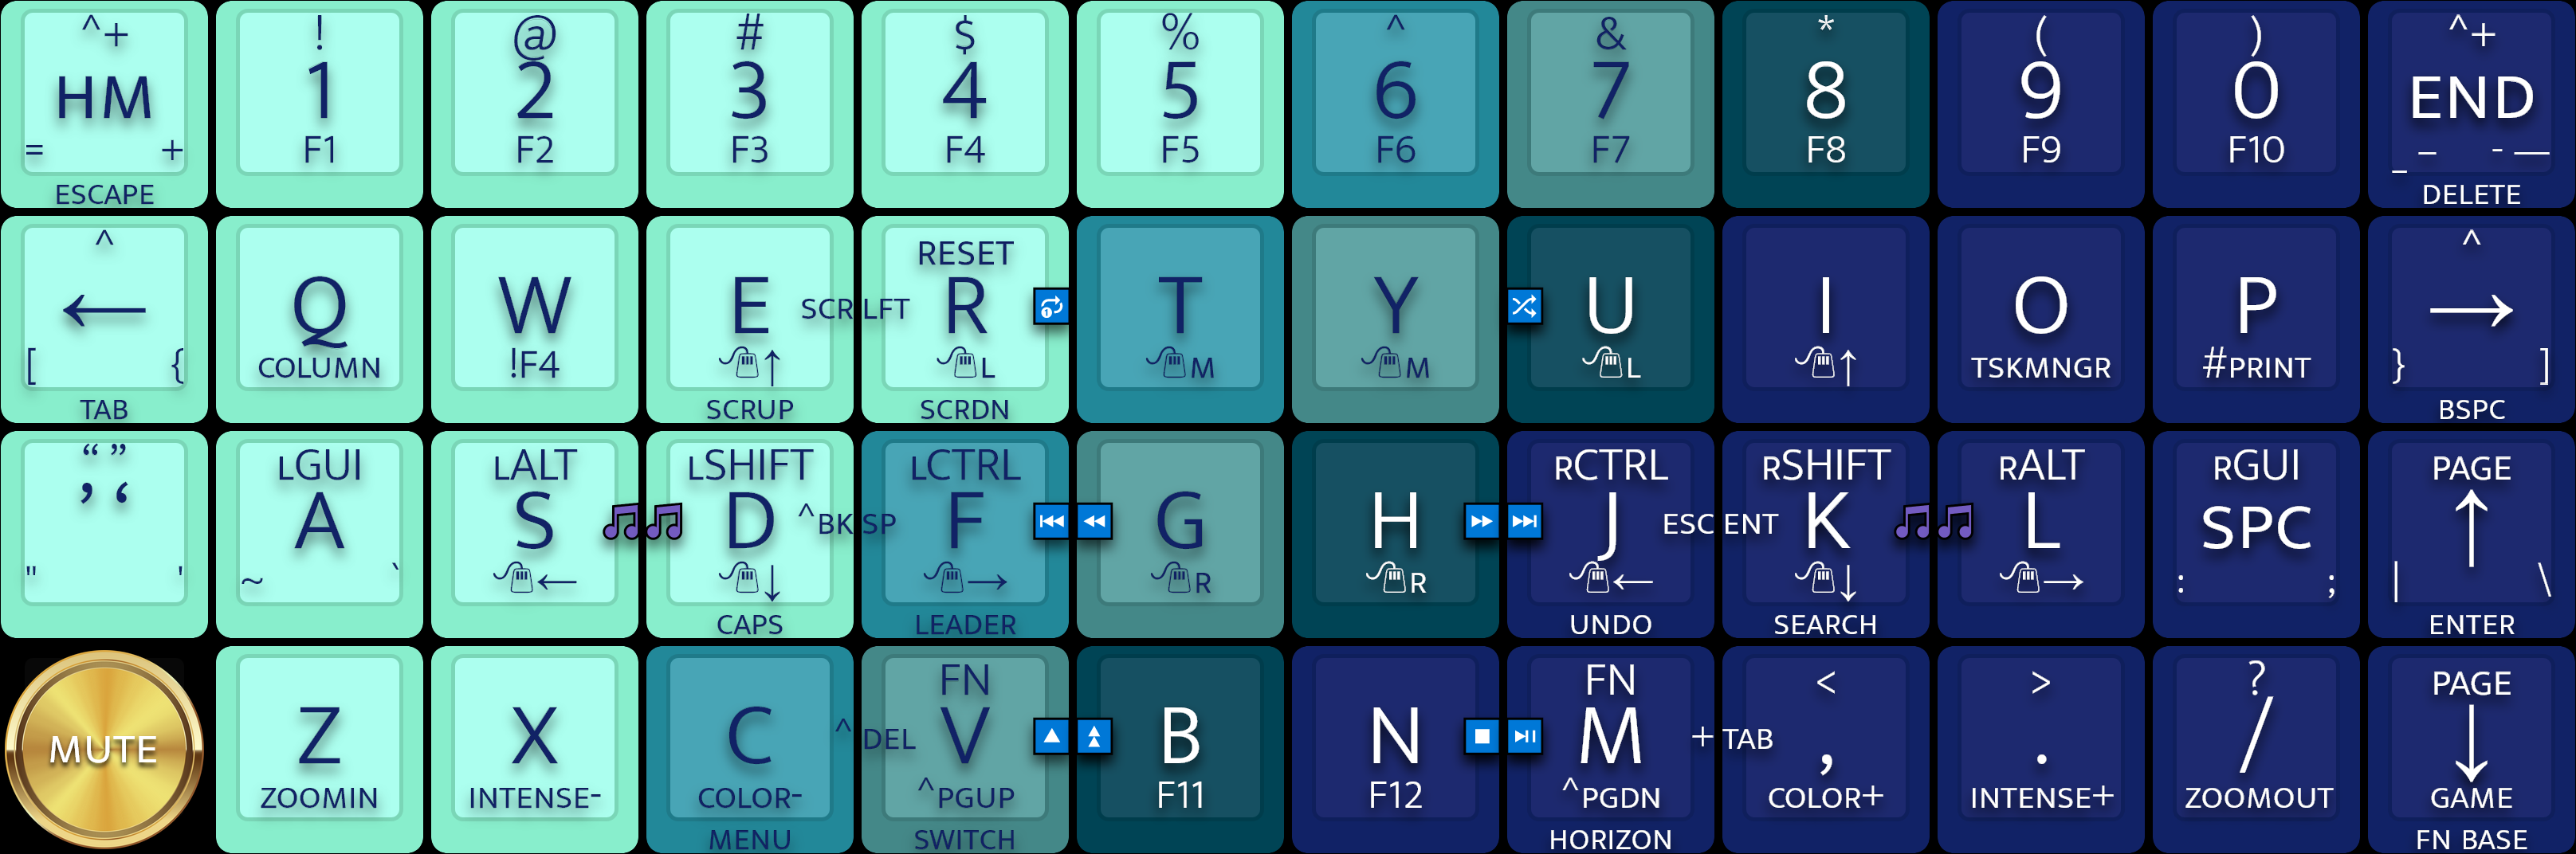 ^+ ! @ # $ % ^ & * ( ) ^+
HM 1 2 3 4 5 6 7 8 9 0 END
= + F1 F2 F3 F4 F5 F6 F7 F8 F9 F10 _ – - —
ESCAPE DELETE
^ RESET ^
← Q W E SCR LFT R T Y U I O P →
[ { COLUMN !F4 ↑ L M M L ↑ TSKMNGR #PRINT } ]
TAB SCRUP SCRDN BSPC
“ ” LGUI LALT LSHIFT LCTRL RCTRL RSHIFT RALT RGUI PAGE
’ ‘ A S D ^BK SP F G H J ESC ENT K L SPC ↑
" ' ~ ` ← ↓ → R R ← ↓ → : ; | \
CAPS LEADER UNDO SEARCH ENTER
FN FN < > ? PAGE
MUTE Z X C ^ DEL V B N M + TAB , . / ↓
ZOOMIN INTENSE- COLOR- ^PGUP F11 F12 ^PGDN COLOR+ INTENSE+ ZOOMOUT GAME
MENU SWITCH HORIZON FN BASE